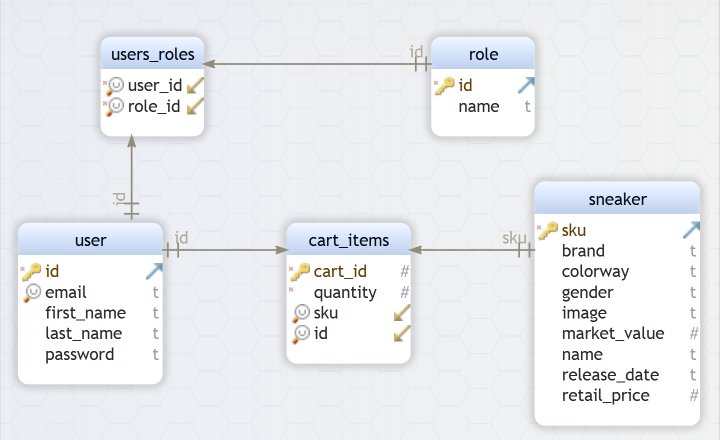 users_roles
user_id
role_id
id
role
id
name t
id
user
id
email t
first_name t
last_name t
password t
id
cart_items
cart_id #
quantity #
sku
id
sku
sneaker
sku
brand t
colorway t
gender t
image t
market_value #
name t
release_date t
retail_price #